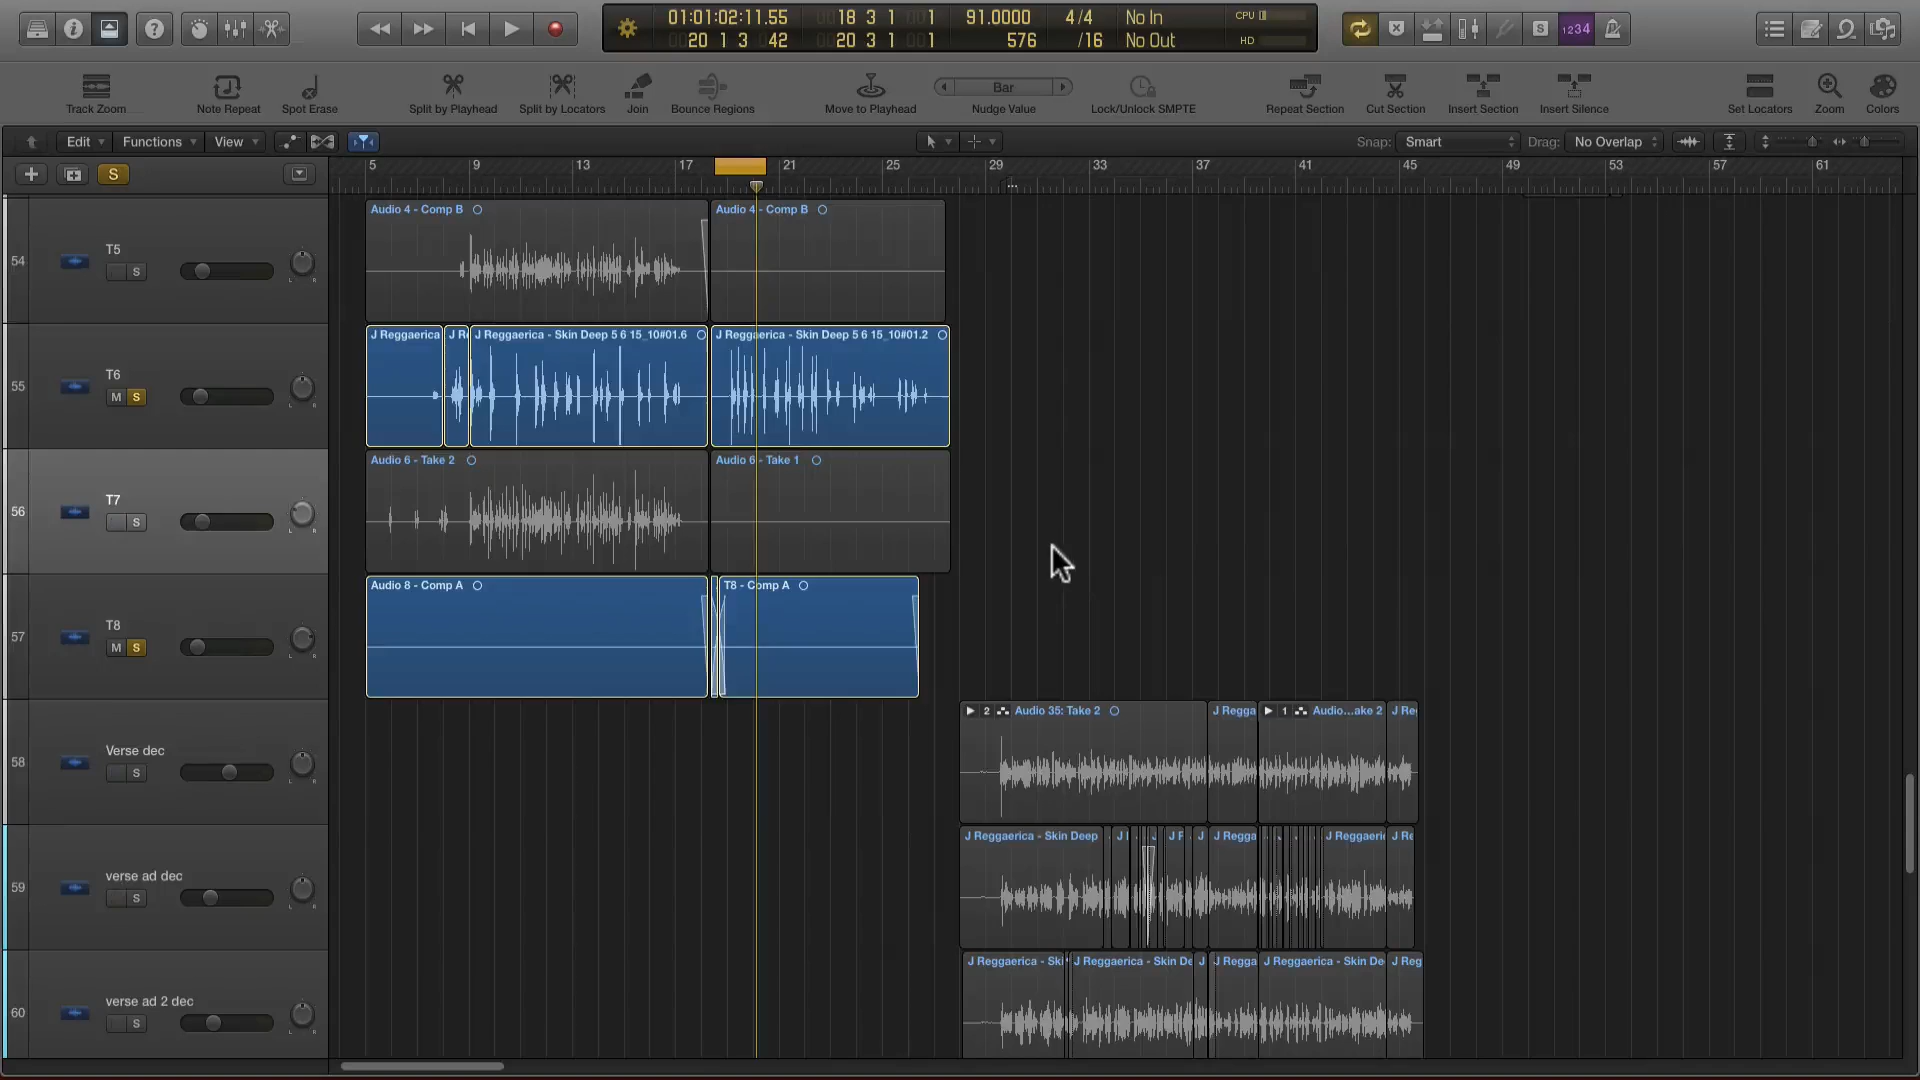 01:01:02:11.55
18 3 1 1
91.0000
4/4
No In
CPU
20 1 3 42
20 3 1 1
576
/16
No Out
HD
S
1234
Track Zoom
Note Repeat
Spot Erase
Split by Playhead
Split by Locators
Join
Bounce Regions
Move to Playhead
Bar
Nudge Value
Lock/Unlock SMPTE
Repeat Section
Cut Section
Insert Section
Insert Silence
Set Locators
Zoom
Colors
Edit
Functions
View
Snap:
Smart
Drag:
No Overlap
S
5 9 13 17 21 25 29 33 37 41 45 49 53 57 61
54
T5
S
Audio 4 - Comp B
Audio 4 - Comp B
55
T6
M S
J Reggaerica
J Re
J Reggaerica - Skin Deep 5 6 15_10#01.6
J Reggaerica - Skin Deep 5 6 15_10#01.2
56
T7
S
Audio 6 - Take 2
Audio 6 - Take 1
57
T8
M S
Audio 8 - Comp A
T8 - Comp A
58
Verse dec
S
2
Audio 35: Take 2
J Regga
1
Audio...ake 2
J Re
59
verse ad dec
S
J Reggaerica - Skin Deep
J
J
J
J Regga
J Reggaeri
J Re
60
verse ad 2 dec
S
J Reggaerica - Ski
J Reggaerica - Skin De
J
J Regga
J Reggaerica - Skin De
J Reg